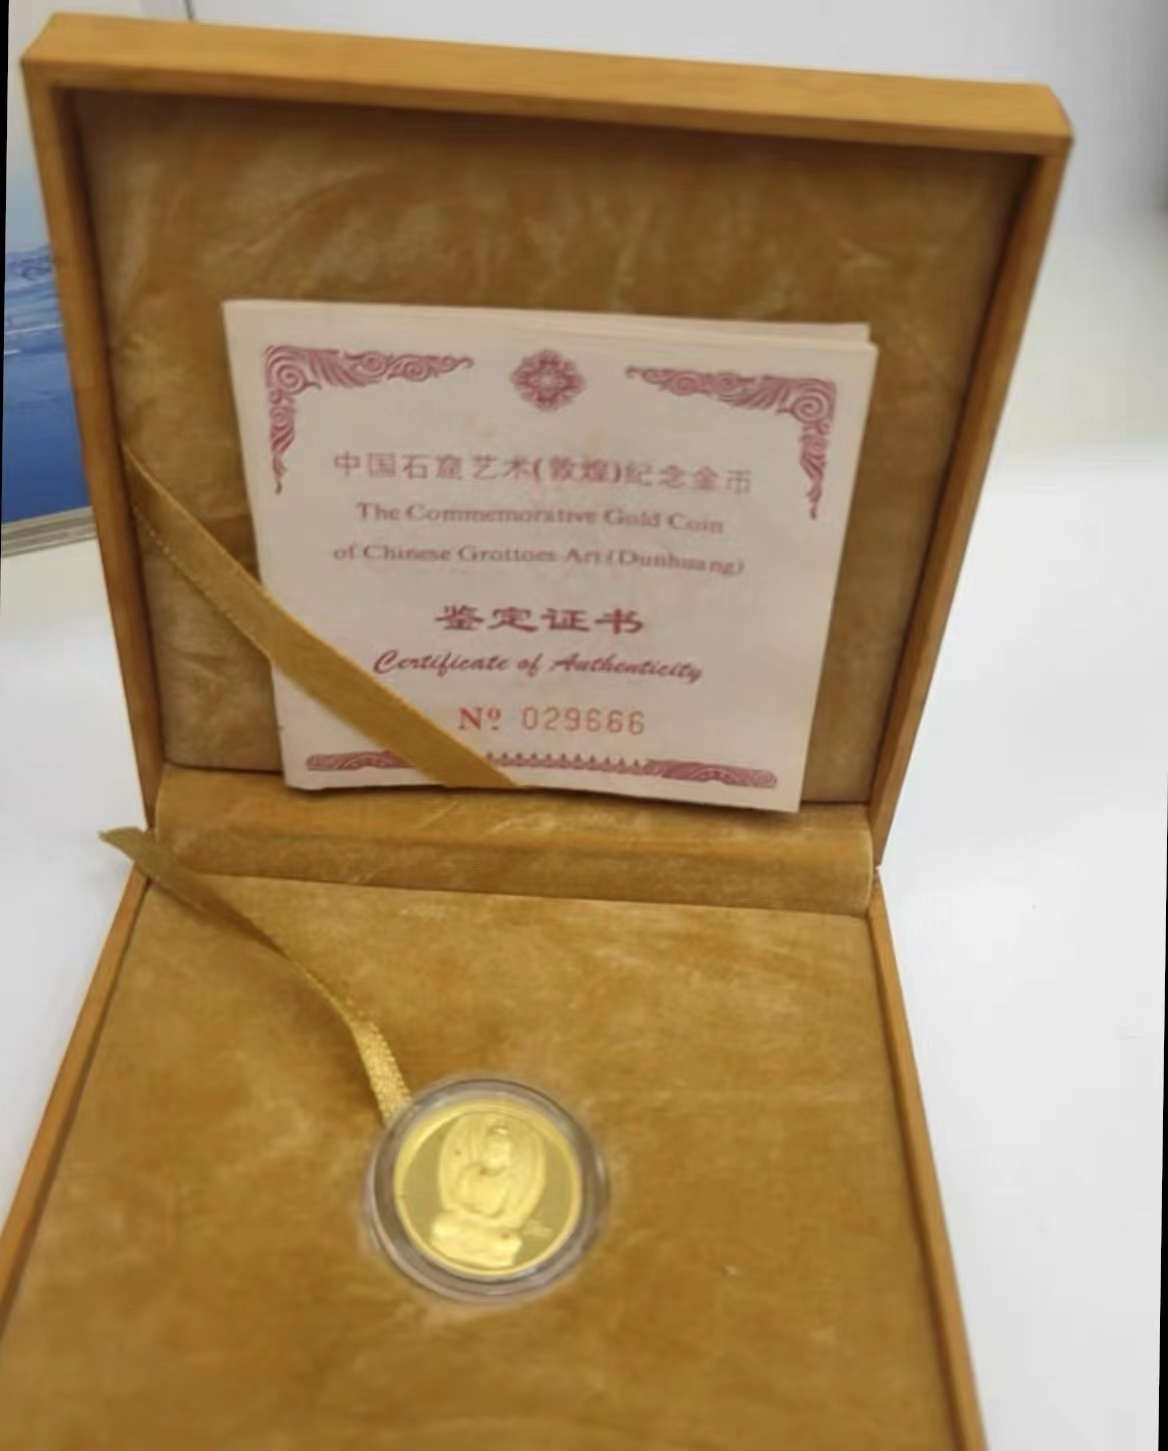 中国石窟艺术(敦煌)纪念金币
The Commemorative Gold Coin
of Chinese Grottoes Art(Dunhuang)
鉴定证书
Certificate of Authenticity
Nº 029666